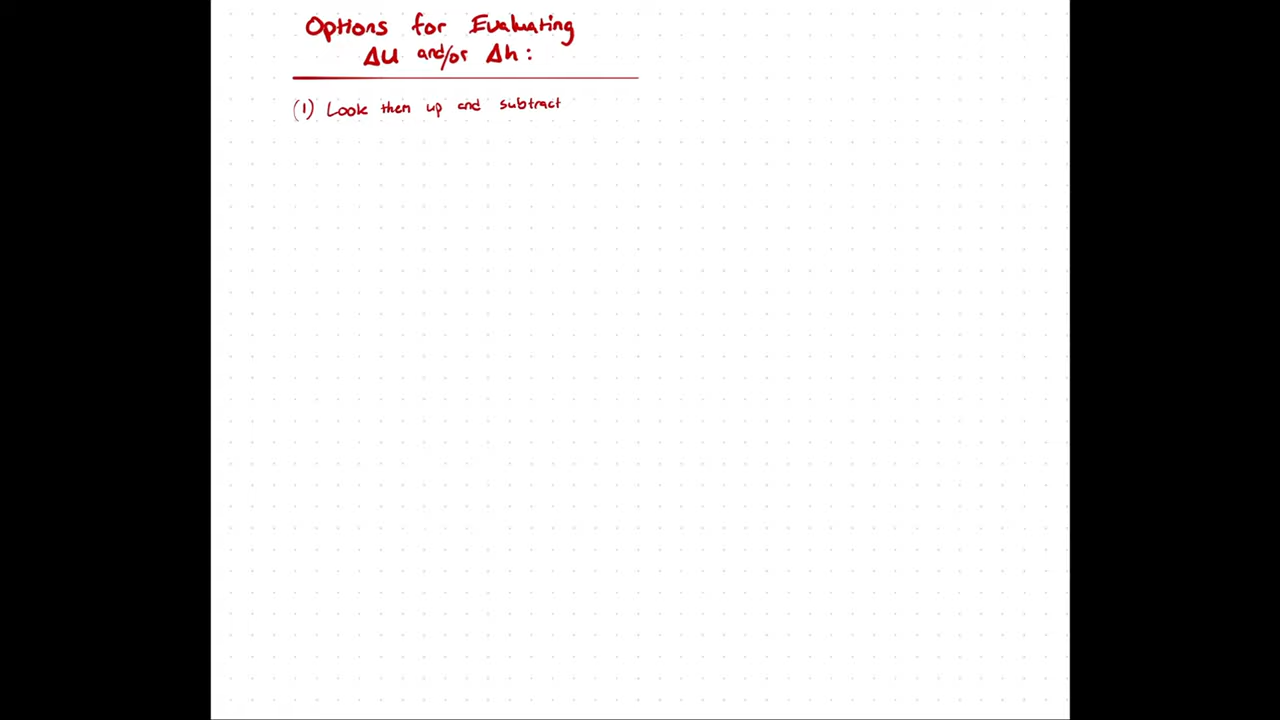 Options for Evaluating
ΔU and/or Δh:
(1) Look them up and subtract